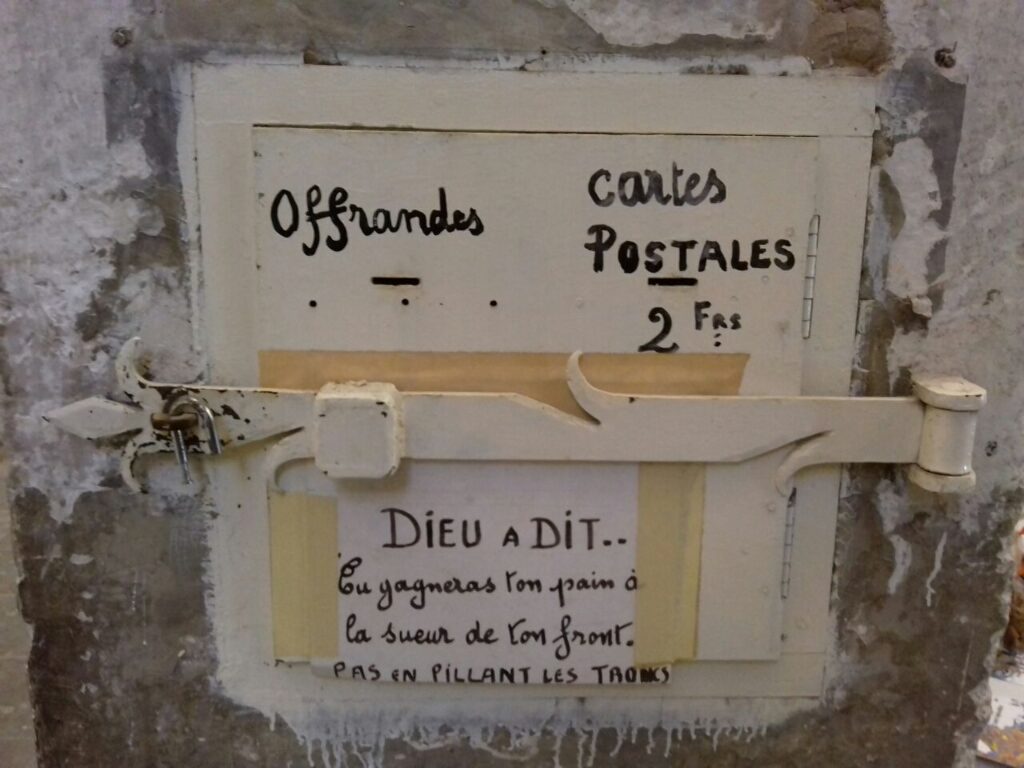 Offrandes
cartes
POSTALES
2 Frs
DIEU A DIT..
Tu gagneras ton pain à
la sueur de ton front.
PAS EN PILLANT LES TRONCS